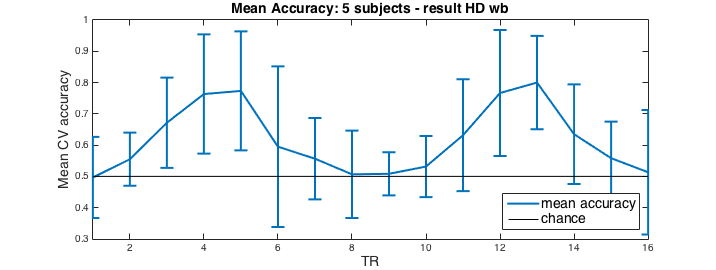 Mean Accuracy: 5 subjects - result HD wb
Mean CV accuracy
1
0.9
0.8
0.7
0.6
0.5
0.4
0.3
mean accuracy
chance
2 4 6 8 10 12 14 16
TR